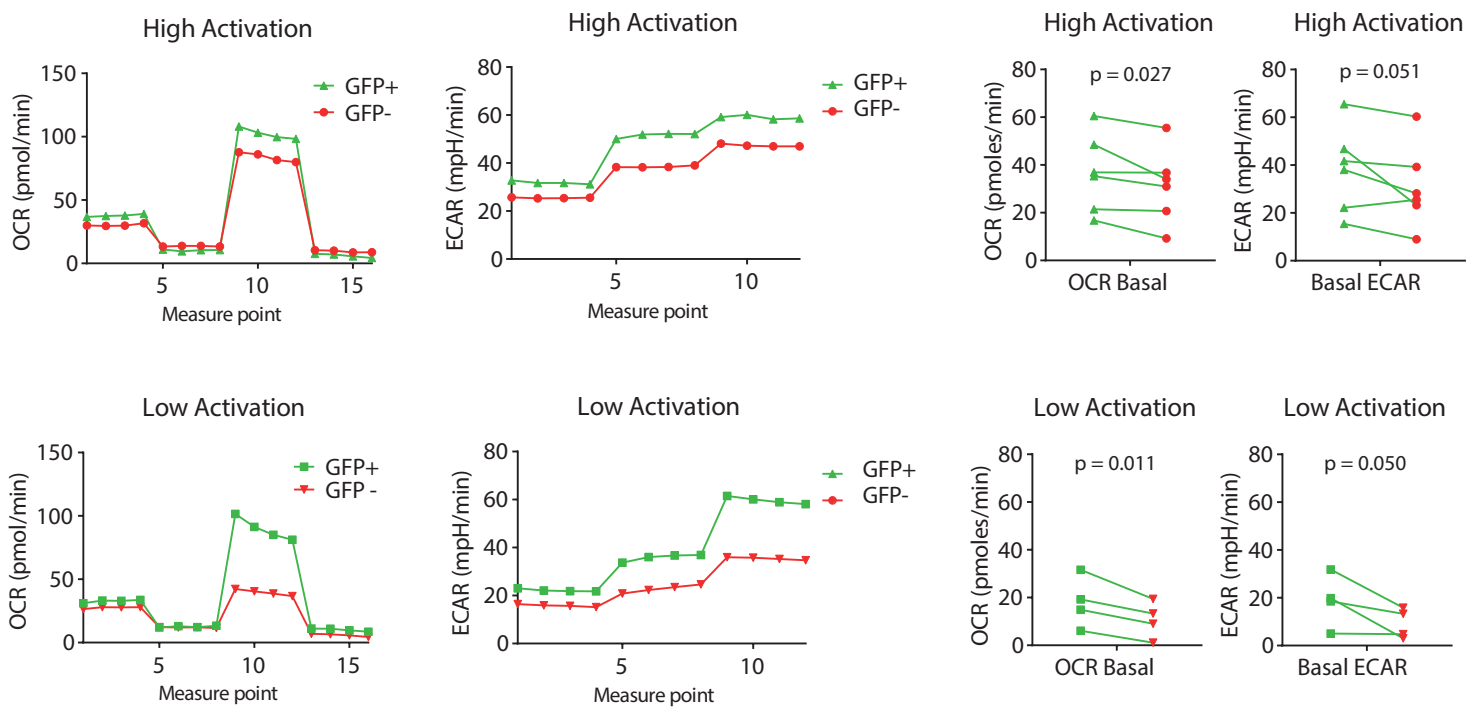 High Activation
150
100
50
0
OCR (pmol/min)
5
10
15
Measure point
GFP+
GFP-
High Activation
80
60
40
20
0
ECAR (mpH/min)
5
10
Measure point
GFP+
GFP-
High Activation
p = 0.027
80
60
40
20
0
OCR (pmoles/min)
OCR Basal
High Activation
p = 0.051
80
60
40
20
0
ECAR (mpH/min)
Basal ECAR
Low Activation
150
100
50
0
OCR (pmol/min)
5
10
15
Measure point
GFP+
GFP -
Low Activation
80
60
40
20
0
ECAR (mpH/min)
5
10
Measure point
GFP+
GFP-
Low Activation
p = 0.011
80
60
40
20
0
OCR (pmoles/min)
OCR Basal
Low Activation
p = 0.050
80
60
40
20
0
ECAR (mpH/min)
Basal ECAR